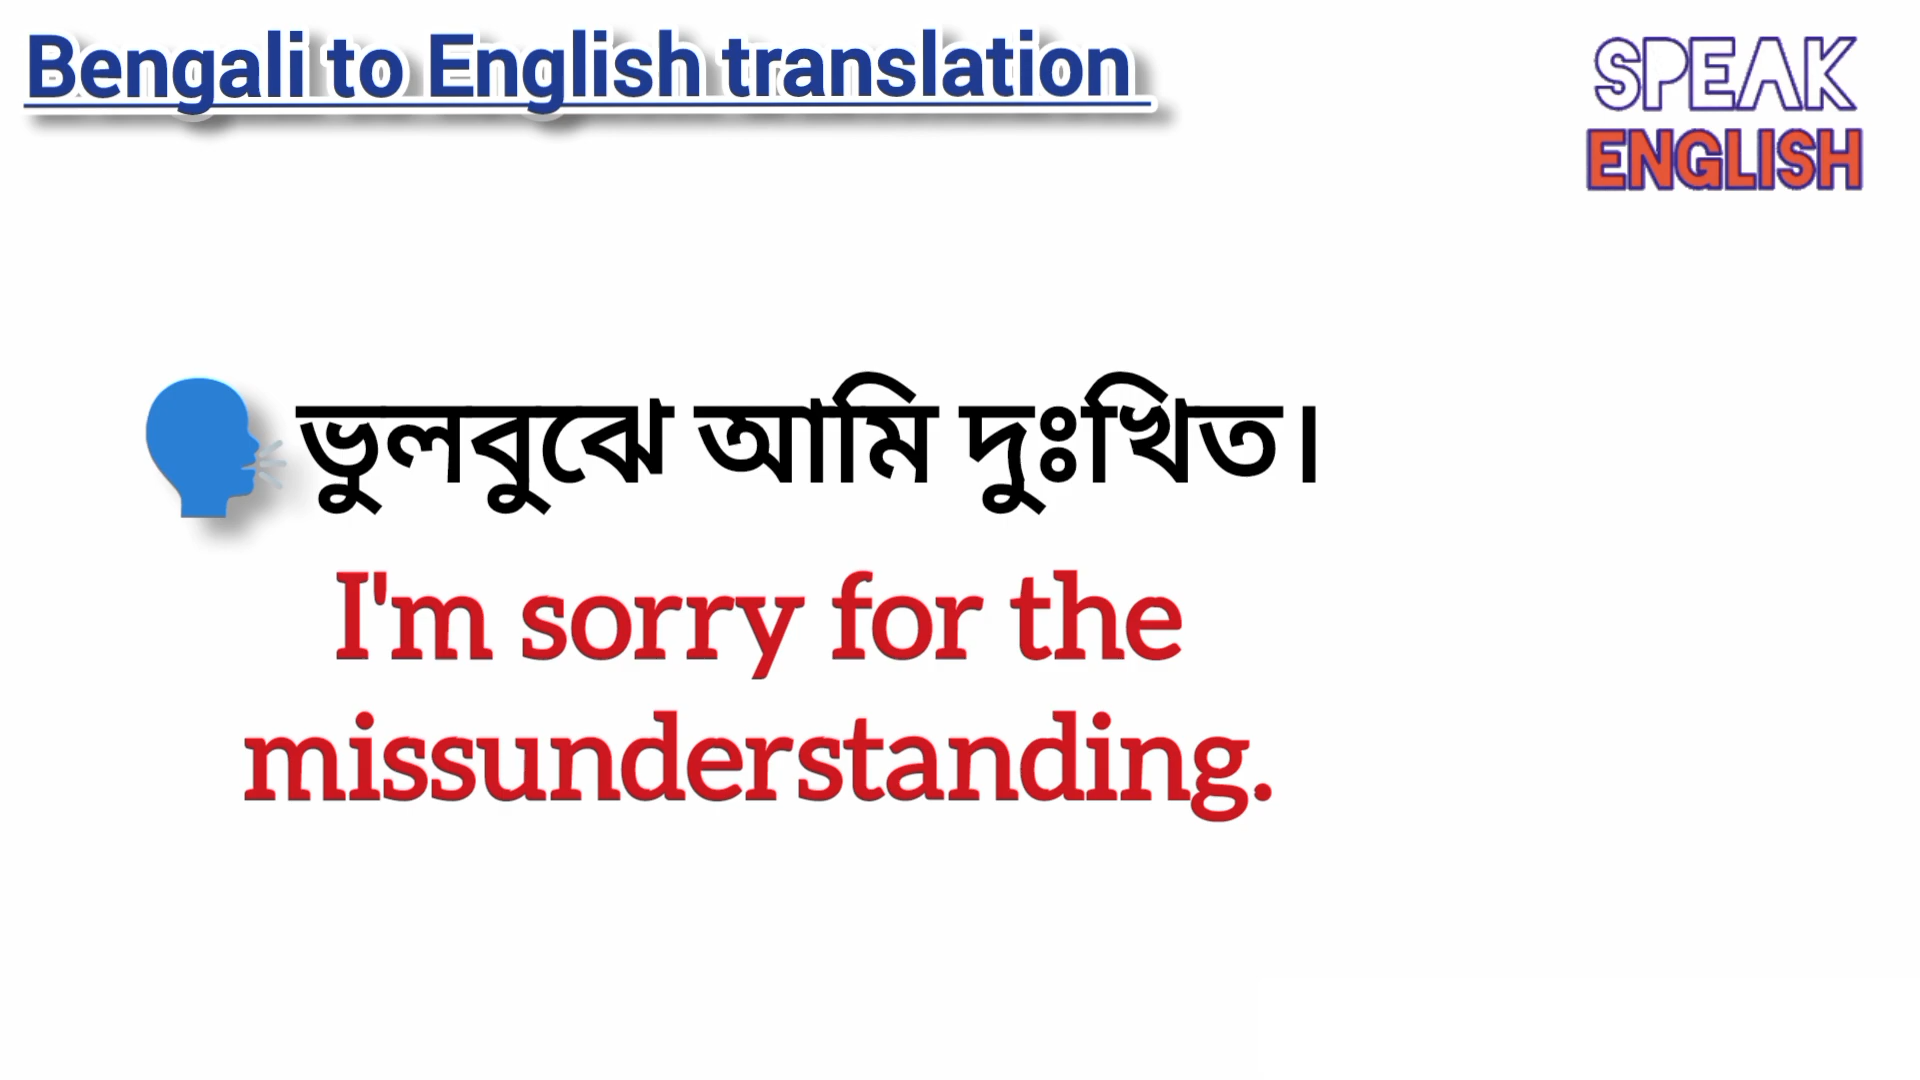 Bengali to English translation
SPEAK
ENGLISH
ভুলবুঝে আমি দুঃখিত।
I'm sorry for the
missunderstanding.